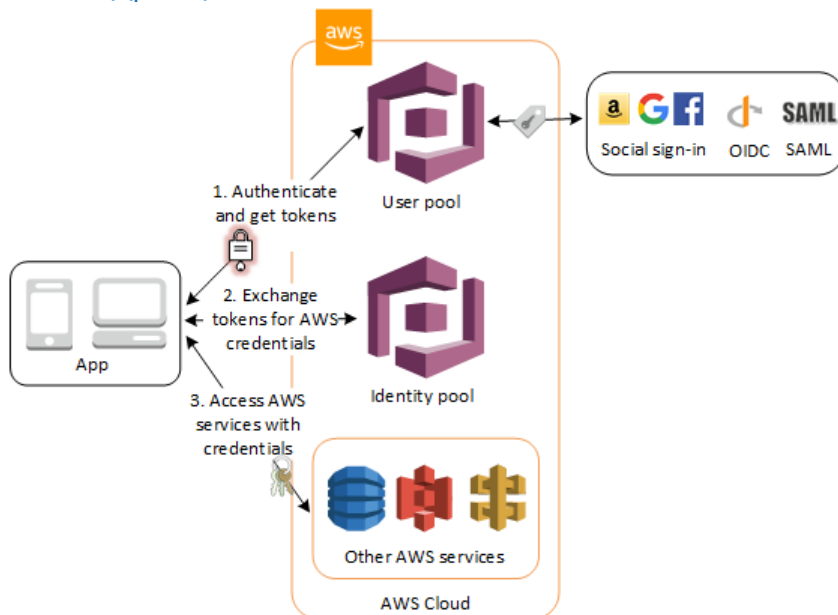 aws
a
SAML
Social sign-in
OIDC
SAML
1. Authenticate
and get tokens
User pool
2. Exchange
tokens for AWS
credentials
App
Identity pool
3. Access AWS
services with
credentials
Other AWS services
AWS Cloud